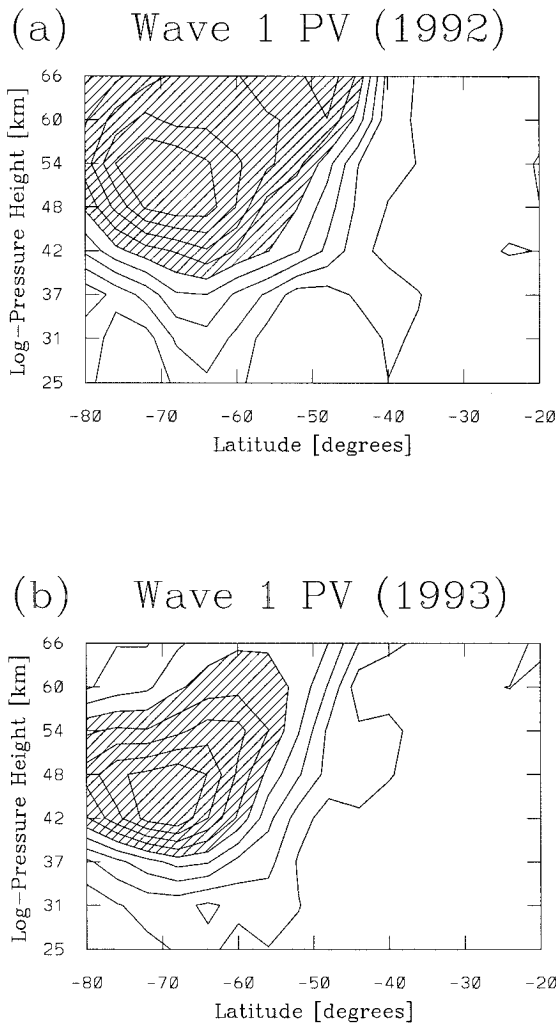 (a) Wave 1 PV (1992)
Log-Pressure Height [km]
66
60
54
48
42
37
31
25
-80 -70 -60 -50 -40 -30 -20
Latitude [degrees]
(b) Wave 1 PV (1993)
Log-Pressure Height [km]
66
60
54
48
42
37
31
25
-80 -70 -60 -50 -40 -30 -20
Latitude [degrees]